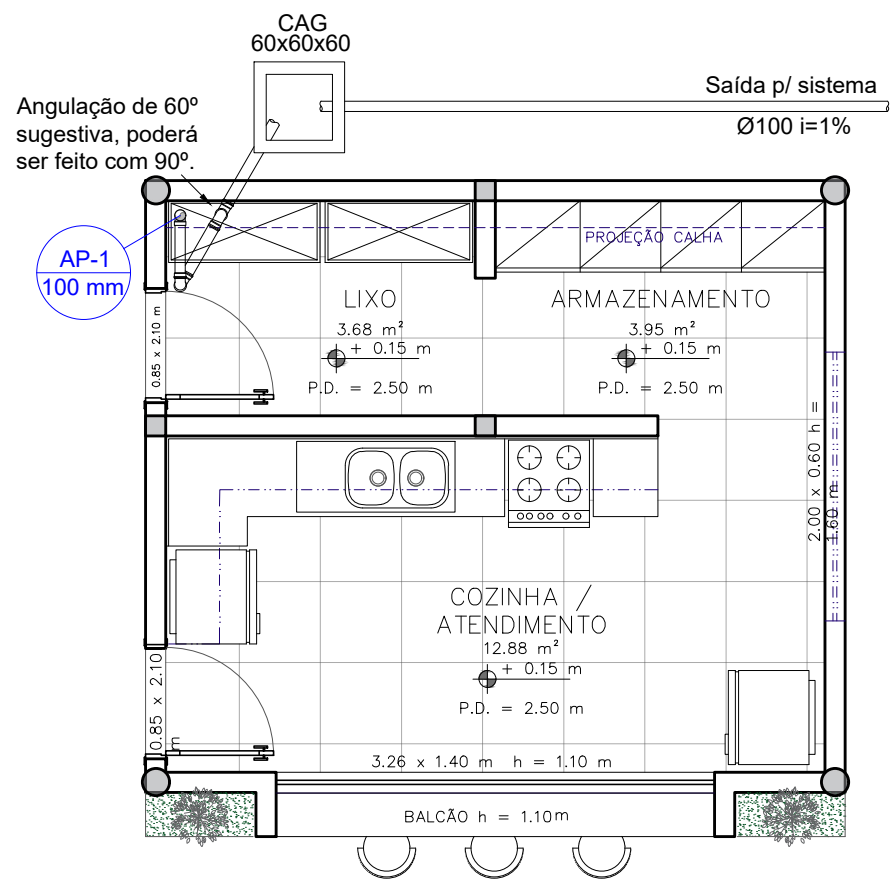 CAG
60x60x60
Saída p/ sistema
Ø100 i=1%
Angulação de 60º
sugestiva, poderá
ser feito com 90º.
AP-1
100 mm
PROJEÇÃO CALHA
LIXO
3.68 m²
+ 0.15 m
P.D. = 2.50 m
ARMAZENAMENTO
3.95 m²
+ 0.15 m
P.D. = 2.50 m
0.85 x 2.10 m
2.00 x 0.60 h =
1.60 m
COZINHA /
ATENDIMENTO
12.88 m²
+ 0.15 m
P.D. = 2.50 m
0.85 x 2.10
m
3.26 x 1.40 m h = 1.10 m
BALCÃO h = 1.10m